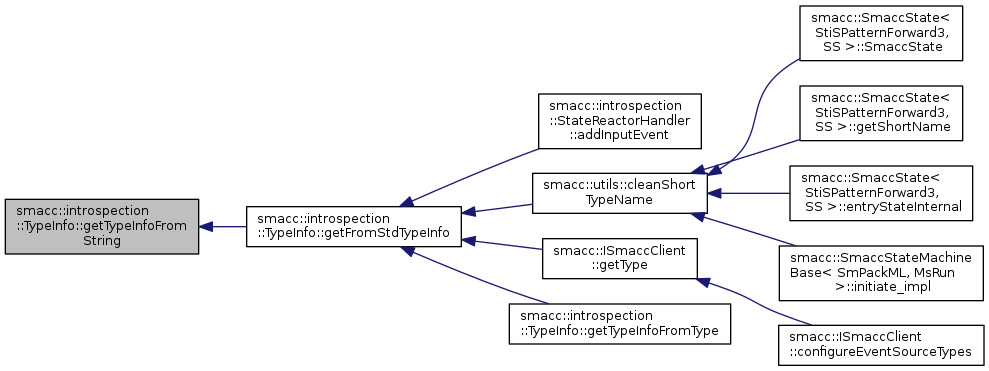 smacc::introspection
::TypeInfo::getTypeInfoFrom
String
smacc::introspection
::TypeInfo::getFromStdTypeInfo
smacc::introspection
::StateReactorHandler
::addInputEvent
smacc::utils::cleanShort
TypeName
smacc::ISmaccClient
::getType
smacc::introspection
::TypeInfo::getTypeInfoFromType
smacc::SmaccState<
StiSPatternForward3,
SS >::SmaccState
smacc::SmaccState<
StiSPatternForward3,
SS >::getShortName
smacc::SmaccState<
StiSPatternForward3,
SS >::entryStateInternal
smacc::SmaccStateMachine
Base< SmPackML, MsRun
>::initiate_impl
smacc::ISmaccClient
::configureEventSourceTypes